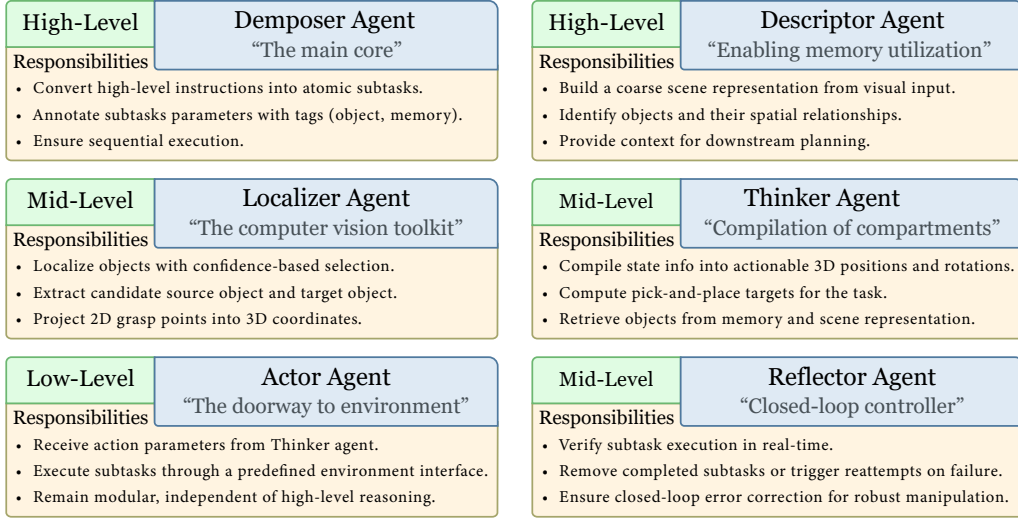 High-Level
Demposer Agent
“The main core”
Responsibilities
• Convert high-level instructions into atomic subtasks.
• Annotate subtasks parameters with tags (object, memory).
• Ensure sequential execution.
High-Level
Descriptor Agent
“Enabling memory utilization”
Responsibilities
• Build a coarse scene representation from visual input.
• Identify objects and their spatial relationships.
• Provide context for downstream planning.
Mid-Level
Localizer Agent
“The computer vision toolkit”
Responsibilities
• Localize objects with confidence-based selection.
• Extract candidate source object and target object.
• Project 2D grasp points into 3D coordinates.
Mid-Level
Thinker Agent
“Compilation of compartments”
Responsibilities
• Compile state info into actionable 3D positions and rotations.
• Compute pick-and-place targets for the task.
• Retrieve objects from memory and scene representation.
Low-Level
Actor Agent
“The doorway to environment”
Responsibilities
• Receive action parameters from Thinker agent.
• Execute subtasks through a predefined environment interface.
• Remain modular, independent of high-level reasoning.
Mid-Level
Reflector Agent
“Closed-loop controller”
Responsibilities
• Verify subtask execution in real-time.
• Remove completed subtasks or trigger reattempts on failure.
• Ensure closed-loop error correction for robust manipulation.